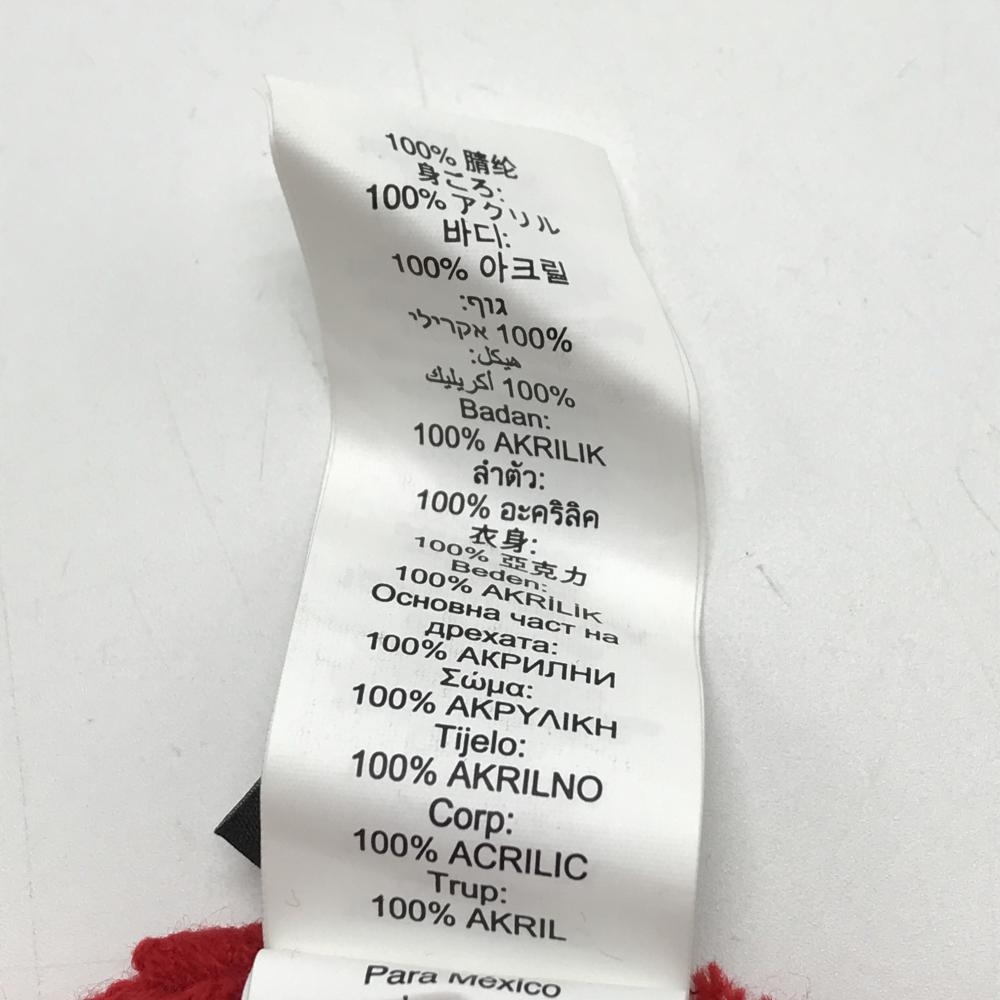 100% 腈纶
身ごろ:
100% アクリル
바디:
100% 아크릴
גוף:
100% אקרילי
هيكل:
100% أكريليك
Badan:
100% AKRILIK
ลำตัว:
100% อะคริลิค
衣身:
100% 亞克力
Beden:
100% AKRİLİK
Основна част на
дрехата:
100% АКРИЛНИ
Σώμα:
100% ΑΚΡΥΛΙΚΗ
Tijelo:
100% AKRILNO
Corp:
100% ACRILIC
Trup:
100% AKRIL
Para México